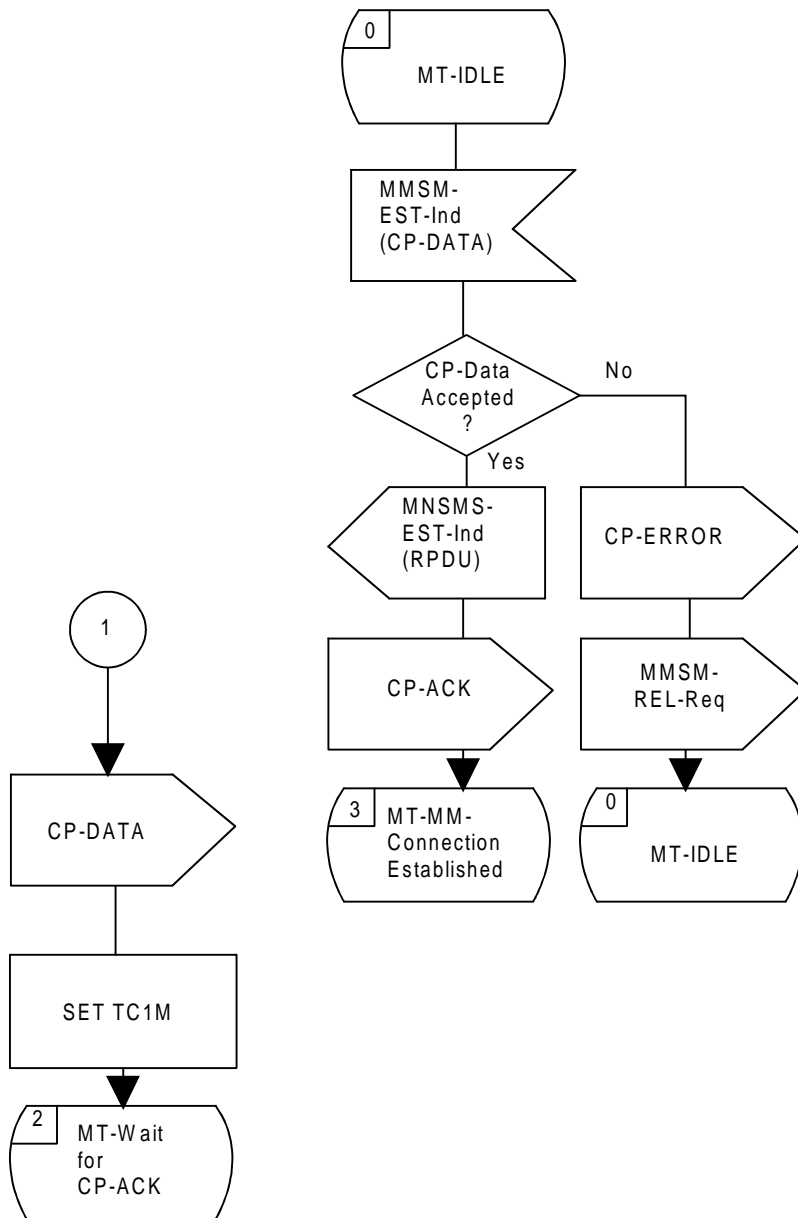 0
MT-IDLE
MMSM-
EST-Ind
(CP-DATA)
CP-Data
Accepted
?
No
Yes
MNSMS-
EST-Ind
(RPDU)
CP-ERROR
1
CP-ACK
MMSM-
REL-Req
CP-DATA
3
MT-MM-
Connection
Established
0
MT-IDLE
SET TC1M
2
MT-Wait
for
CP-ACK